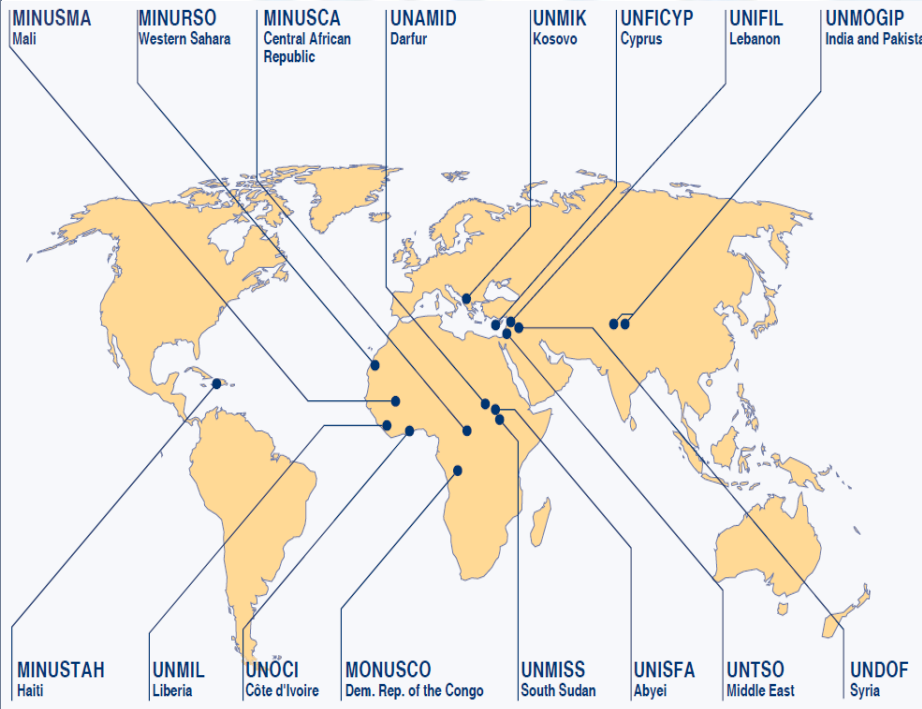 MINUSMA
Mali
MINURSO
Western Sahara
MINUSCA
Central African
Republic
UNAMID
Darfur
UNMIK
Kosovo
UNFICYP
Cyprus
UNIFIL
Lebanon
UNMOGIP
India and Pakista
MINUSTAH
Haiti
UNMIL
Liberia
UNOCI
Côte d'Ivoire
MONUSCO
Dem. Rep. of the Congo
UNMISS
South Sudan
UNISFA
Abyei
UNTSO
Middle East
UNDOF
Syria